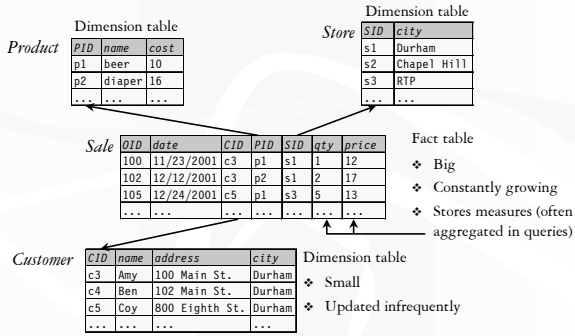 Dimension table
Product
PID name cost
p1 beer 10
p2 diaper 16
... ... ...
Dimension table
Store
SID city
s1 Durham
s2 Chapel Hill
s3 RTP
... ...
Sale
OID date CID PID SID qty price
100 11/23/2001 c3 p1 s1 1 12
102 12/12/2001 c3 p2 s1 2 17
105 12/24/2001 c5 p1 s3 5 13
... ... ... ... ... ... ...
Fact table
❖ Big
❖ Constantly growing
❖ Stores measures (often
aggregated in queries)
Customer
CID name address city
c3 Amy 100 Main St. Durham
c4 Ben 102 Main St. Durham
c5 Coy 800 Eighth St. Durham
... ... ... ...
Dimension table
❖ Small
❖ Updated infrequently